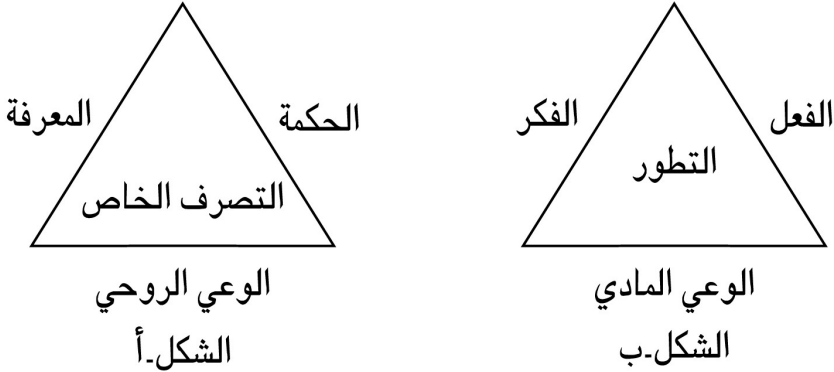 الحكمة
المعرفة
التصرف الخاص
الوعي الروحي
الشكل-أ
الفعل
الفكر
التطور
الوعي المادي
الشكل-ب